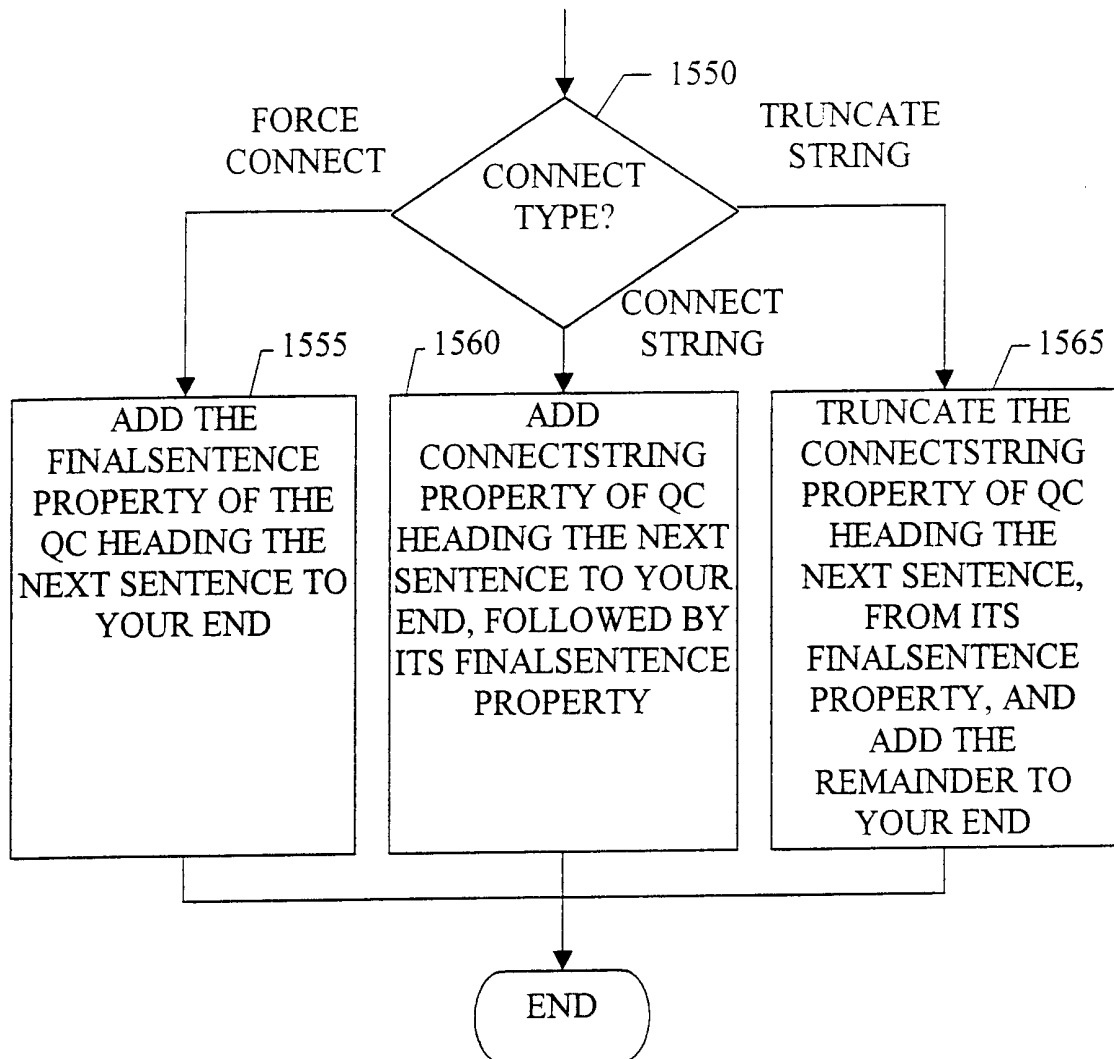 1550
FORCE
CONNECT
TRUNCATE
STRING
CONNECT
TYPE?
CONNECT
STRING
1555
1560
1565
ADD THE
FINALSENTENCE
PROPERTY OF THE
QC HEADING THE
NEXT SENTENCE TO
YOUR END
ADD
CONNECTSTRING
PROPERTY OF QC
HEADING THE NEXT
SENTENCE TO YOUR
END, FOLLOWED BY
ITS FINALSENTENCE
PROPERTY
TRUNCATE THE
CONNECTSTRING
PROPERTY OF QC
HEADING THE
NEXT SENTENCE,
FROM ITS
FINALSENTENCE
PROPERTY, AND
ADD THE
REMAINDER TO
YOUR END
END